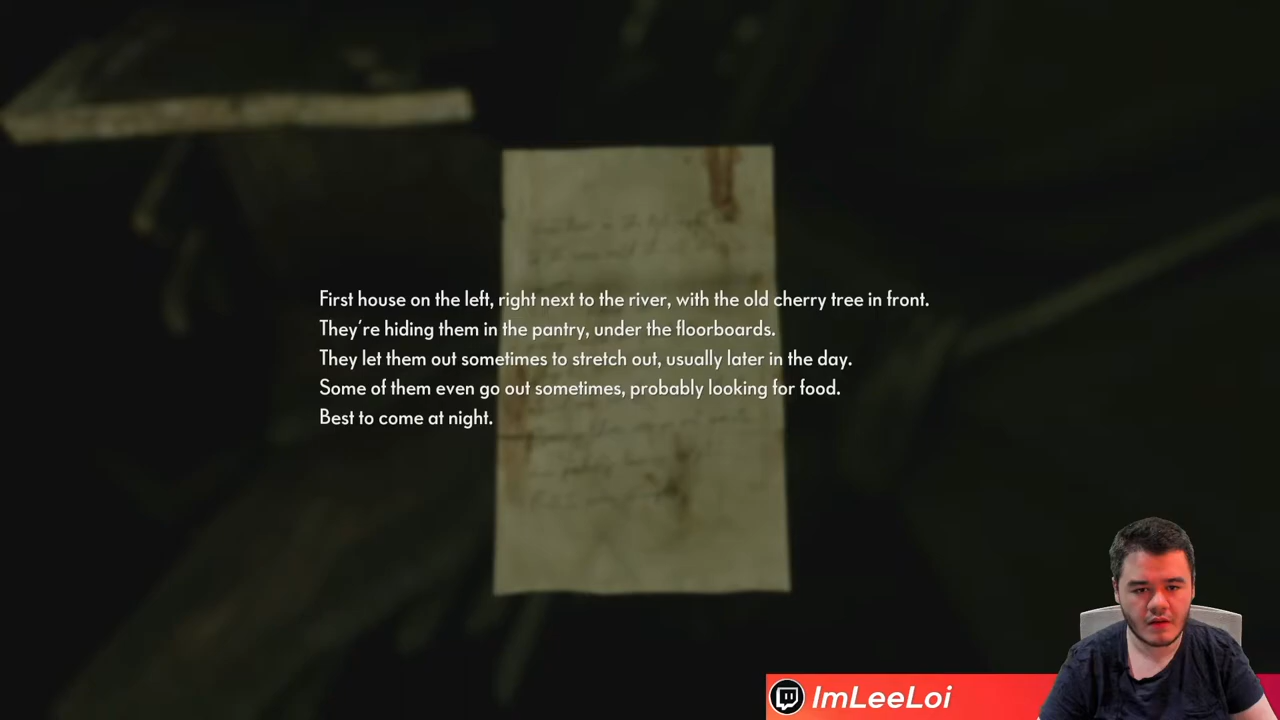 First house on the left, right next to the river, with the old cherry tree in front.
They're hiding them in the pantry, under the floorboards.
They let them out sometimes to stretch out, usually later in the day.
Some of them even go out sometimes, probably looking for food.
Best to come at night.
ImLeeLoi